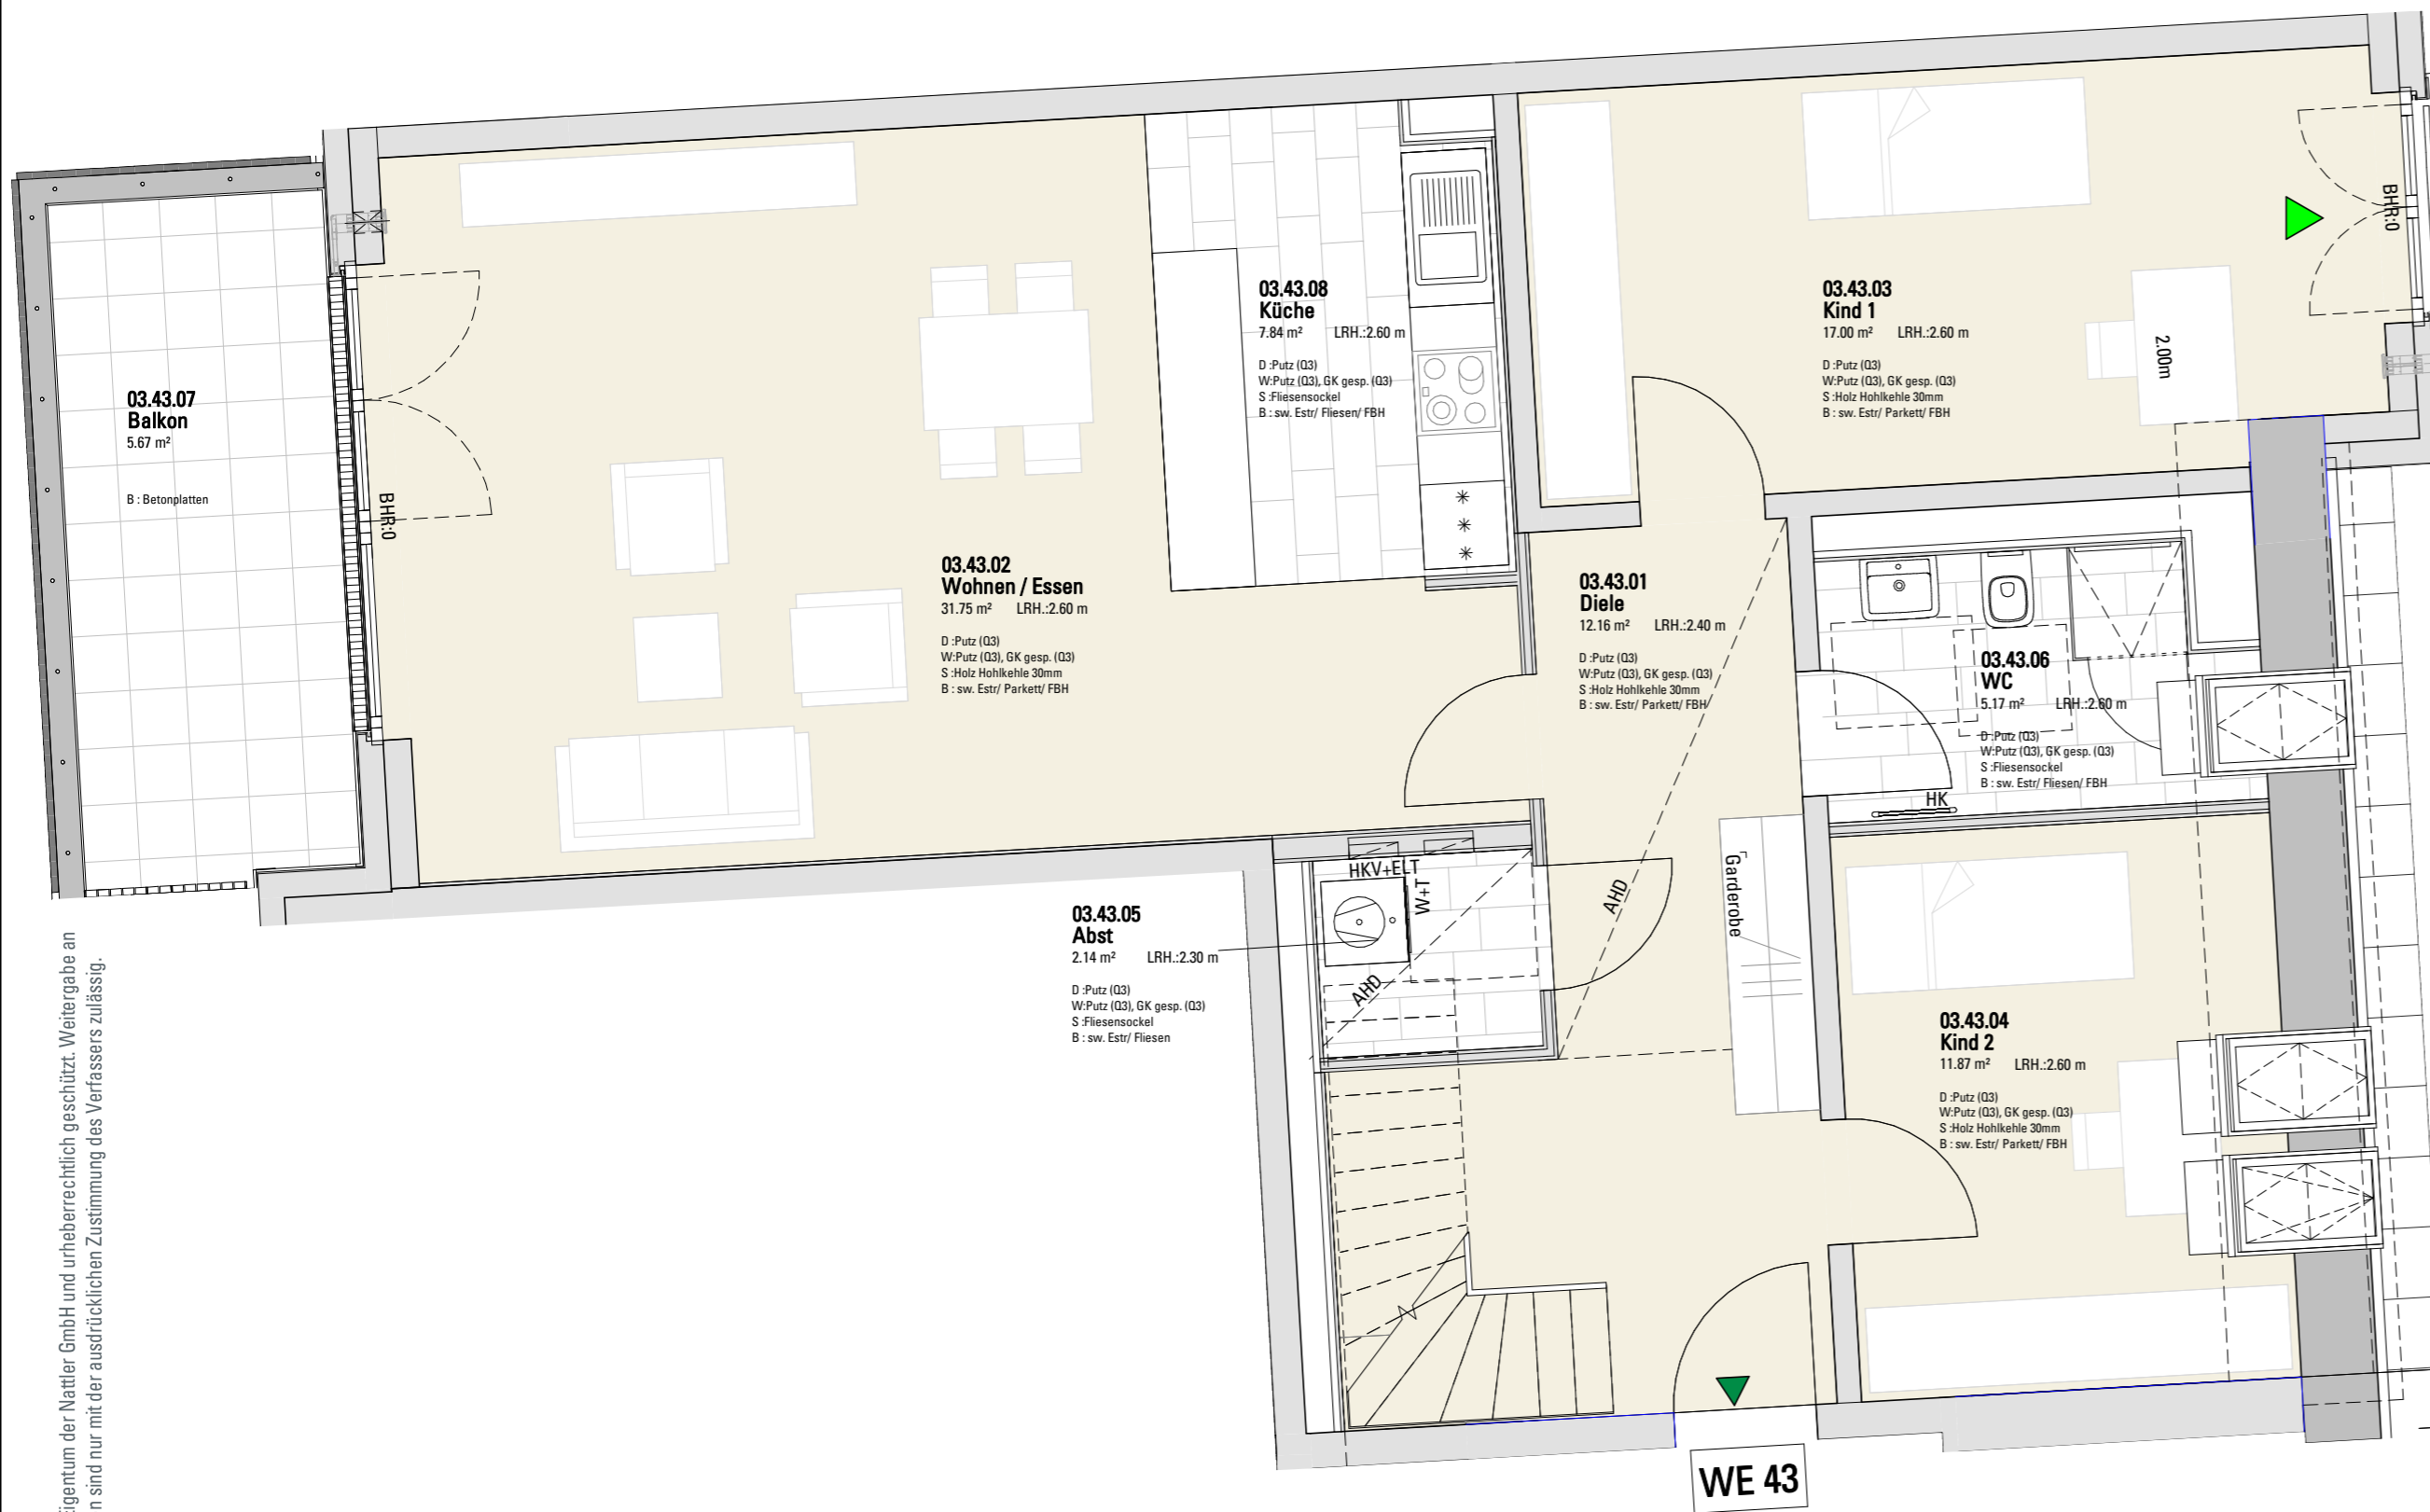 03.43.07
Balkon
5.67 m²
B : Betonplatten
BHR:0
03.43.02
Wohnen / Essen
31.75 m² LRH.:2.60 m
D :Putz (Q3)
W:Putz (Q3), GK gesp. (Q3)
S :Holz Hohlkehle 30mm
B : sw. Estr/ Parkett/ FBH
03.43.08
Küche
7.84 m² LRH.:2.60 m
D :Putz (Q3)
W:Putz (Q3), GK gesp. (Q3)
S :Fliesensockel
B : sw. Estr/ Fliesen/ FBH
03.43.03
Kind 1
17.00 m² LRH.:2.60 m
D :Putz (Q3)
W:Putz (Q3), GK gesp. (Q3)
S :Holz Hohlkehle 30mm
B : sw. Estr/ Parkett/ FBH
2.00m
BHR:0
03.43.01
Diele
12.16 m² LRH.:2.40 m
D :Putz (Q3)
W:Putz (Q3), GK gesp. (Q3)
S :Holz Hohlkehle 30mm
B : sw. Estr/ Parkett/ FBH
03.43.06
WC
5.17 m² LRH.:2.60 m
D :Putz (Q3)
W:Putz (Q3), GK gesp. (Q3)
S :Fliesensockel
B : sw. Estr/ Fliesen/ FBH
HK
HKV+ELT
W+T
AHD
AHD
Garderobe
03.43.05
Abst
2.14 m² LRH.:2.30 m
D :Putz (Q3)
W:Putz (Q3), GK gesp. (Q3)
S :Fliesensockel
B : sw. Estr/ Fliesen
03.43.04
Kind 2
11.87 m² LRH.:2.60 m
D :Putz (Q3)
W:Putz (Q3), GK gesp. (Q3)
S :Holz Hohlkehle 30mm
B : sw. Estr/ Parkett/ FBH
WE 43
igentum der Nattler GmbH und urheberrechtlich geschützt. Weitergabe an
n sind nur mit der ausdrücklichen Zustimmung des Verfassers zulässig.